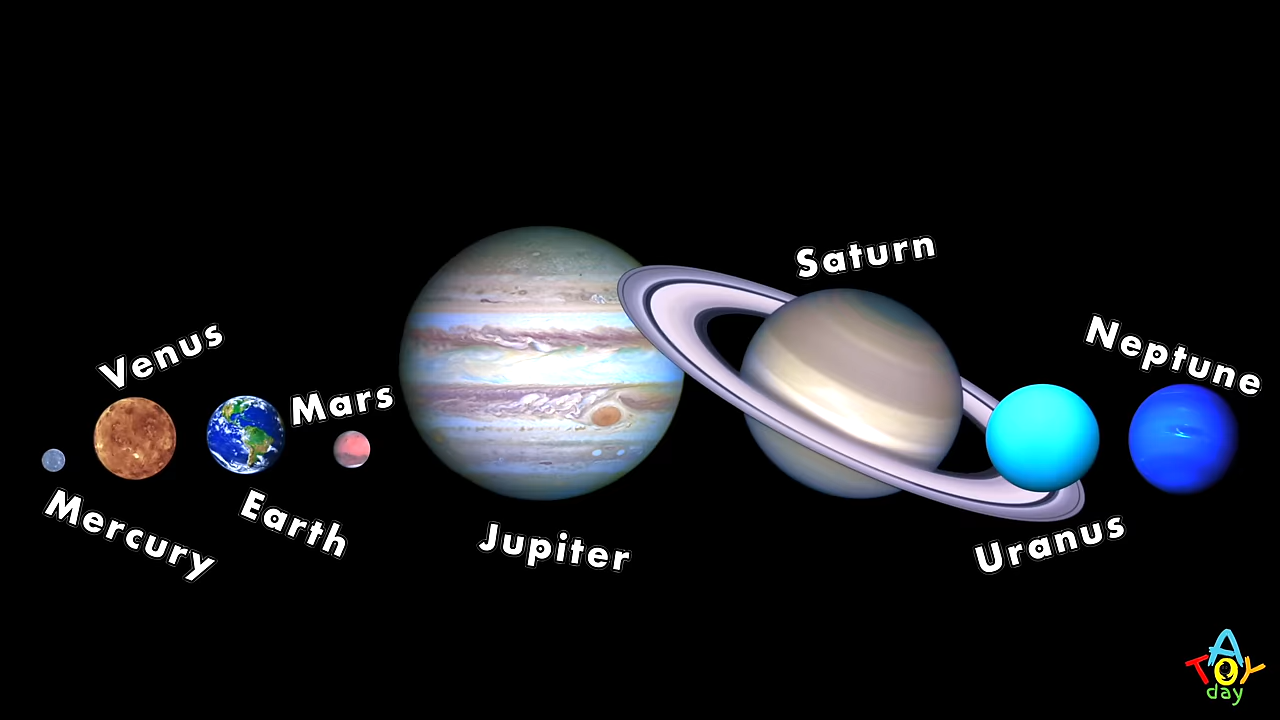 Mercury
Venus
Earth
Mars
Jupiter
Saturn
Uranus
Neptune
A
TOY
day